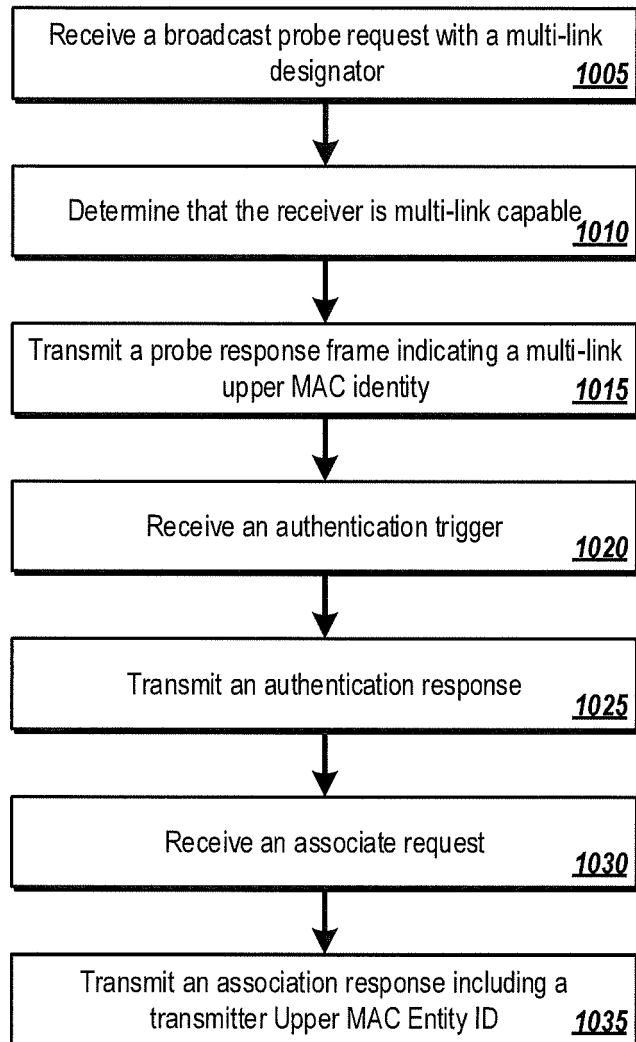 Receive a broadcast probe request with a multi-link
designator
1005
Determine that the receiver is multi-link capable
1010
Transmit a probe response frame indicating a multi-link
upper MAC identity
1015
Receive an authentication trigger
1020
Transmit an authentication response
1025
Receive an associate request
1030
Transmit an association response including a
transmitter Upper MAC Entity ID
1035